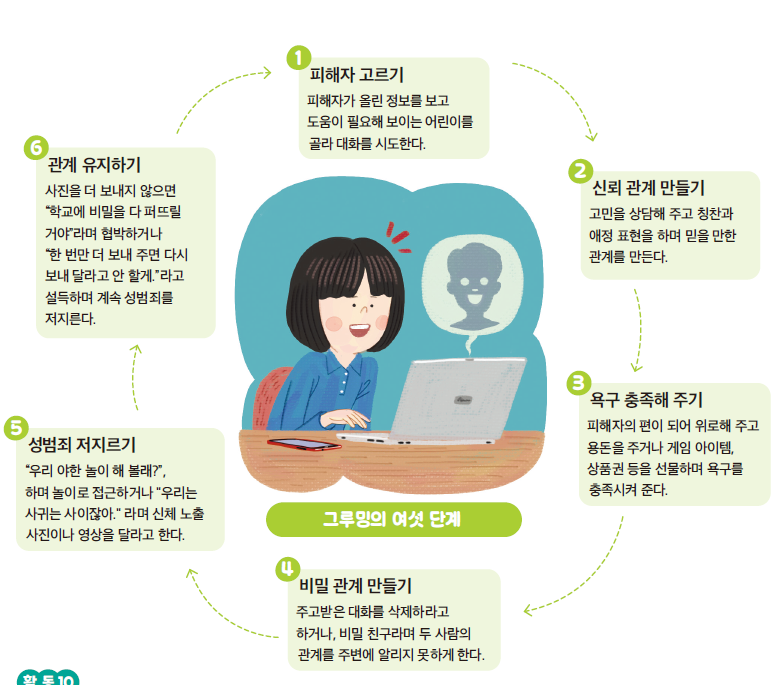 1
피해자 고르기
피해자가 올린 정보를 보고
도움이 필요해 보이는 어린이를
골라 대화를 시도한다.
2
신뢰 관계 만들기
고민을 상담해 주고 칭찬과
애정 표현을 하며 믿을 만한
관계를 만든다.
3
욕구 충족해 주기
피해자의 편이 되어 위로해 주고
용돈을 주거나 게임 아이템,
상품권 등을 선물하며 욕구를
충족시켜 준다.
4
비밀 관계 만들기
주고받은 대화를 삭제하라고
하거나, 비밀 친구라며 두 사람의
관계를 주변에 알리지 못하게 한다.
5
성범죄 저지르기
“우리 야한 놀이 해 볼래?”,
하며 놀이로 접근하거나 “우리는
사귀는 사이잖아.” 라며 신체 노출
사진이나 영상을 달라고 한다.
6
관계 유지하기
사진을 더 보내지 않으면
“학교에 비밀을 다 퍼뜨릴
거야”라며 협박하거나
“한 번만 더 보내 주면 다시
보내 달라고 안 할게.”라고
설득하며 계속 성범죄를
저지른다.
그루밍의 여섯 단계
활동10